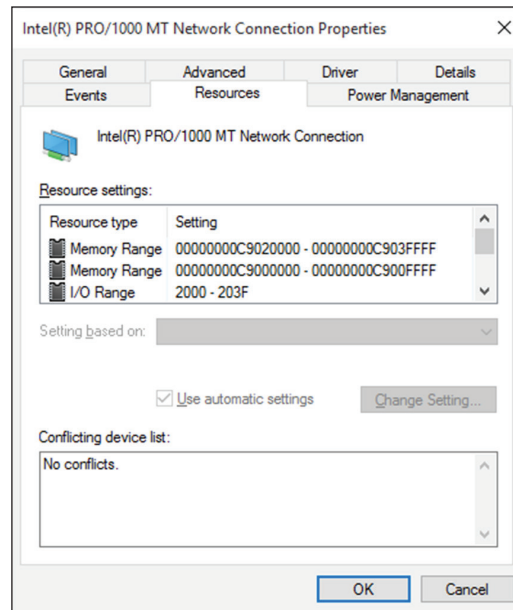 Intel(R) PRO/1000 MT Network Connection Properties
General Advanced Driver Details
Events Resources Power Management
Intel(R) PRO/1000 MT Network Connection
Resource settings:
Resource type Setting
Memory Range 00000000C9020000 - 00000000C903FFFF
Memory Range 00000000C9000000 - 00000000C900FFFF
I/O Range 2000 - 203F
Setting based on:
Use automatic settings Change Setting...
Conflicting device list:
No conflicts.
OK Cancel